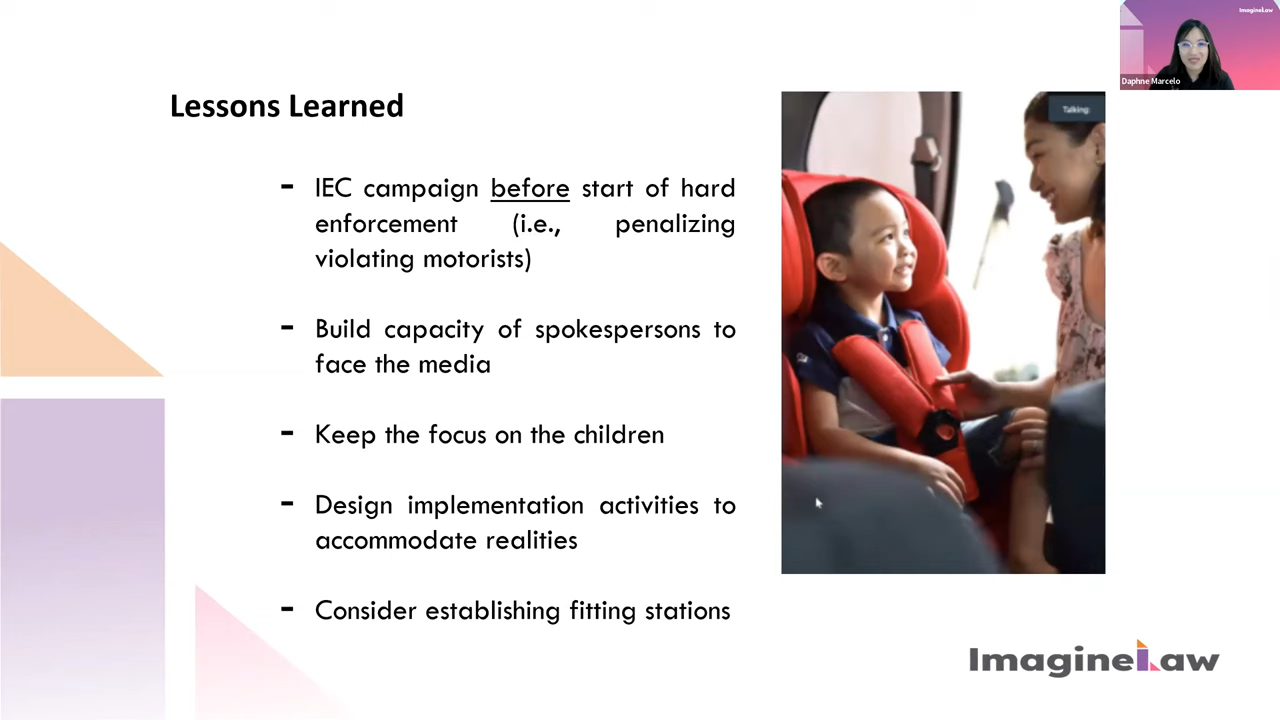 ImagineLaw
Daphne Marcelo
Lessons Learned
Talking:
- IEC campaign before start of hard
enforcement (i.e., penalizing
violating motorists)
- Build capacity of spokespersons to
face the media
- Keep the focus on the children
- Design implementation activities to
accommodate realities
- Consider establishing fitting stations
ImagineLaw